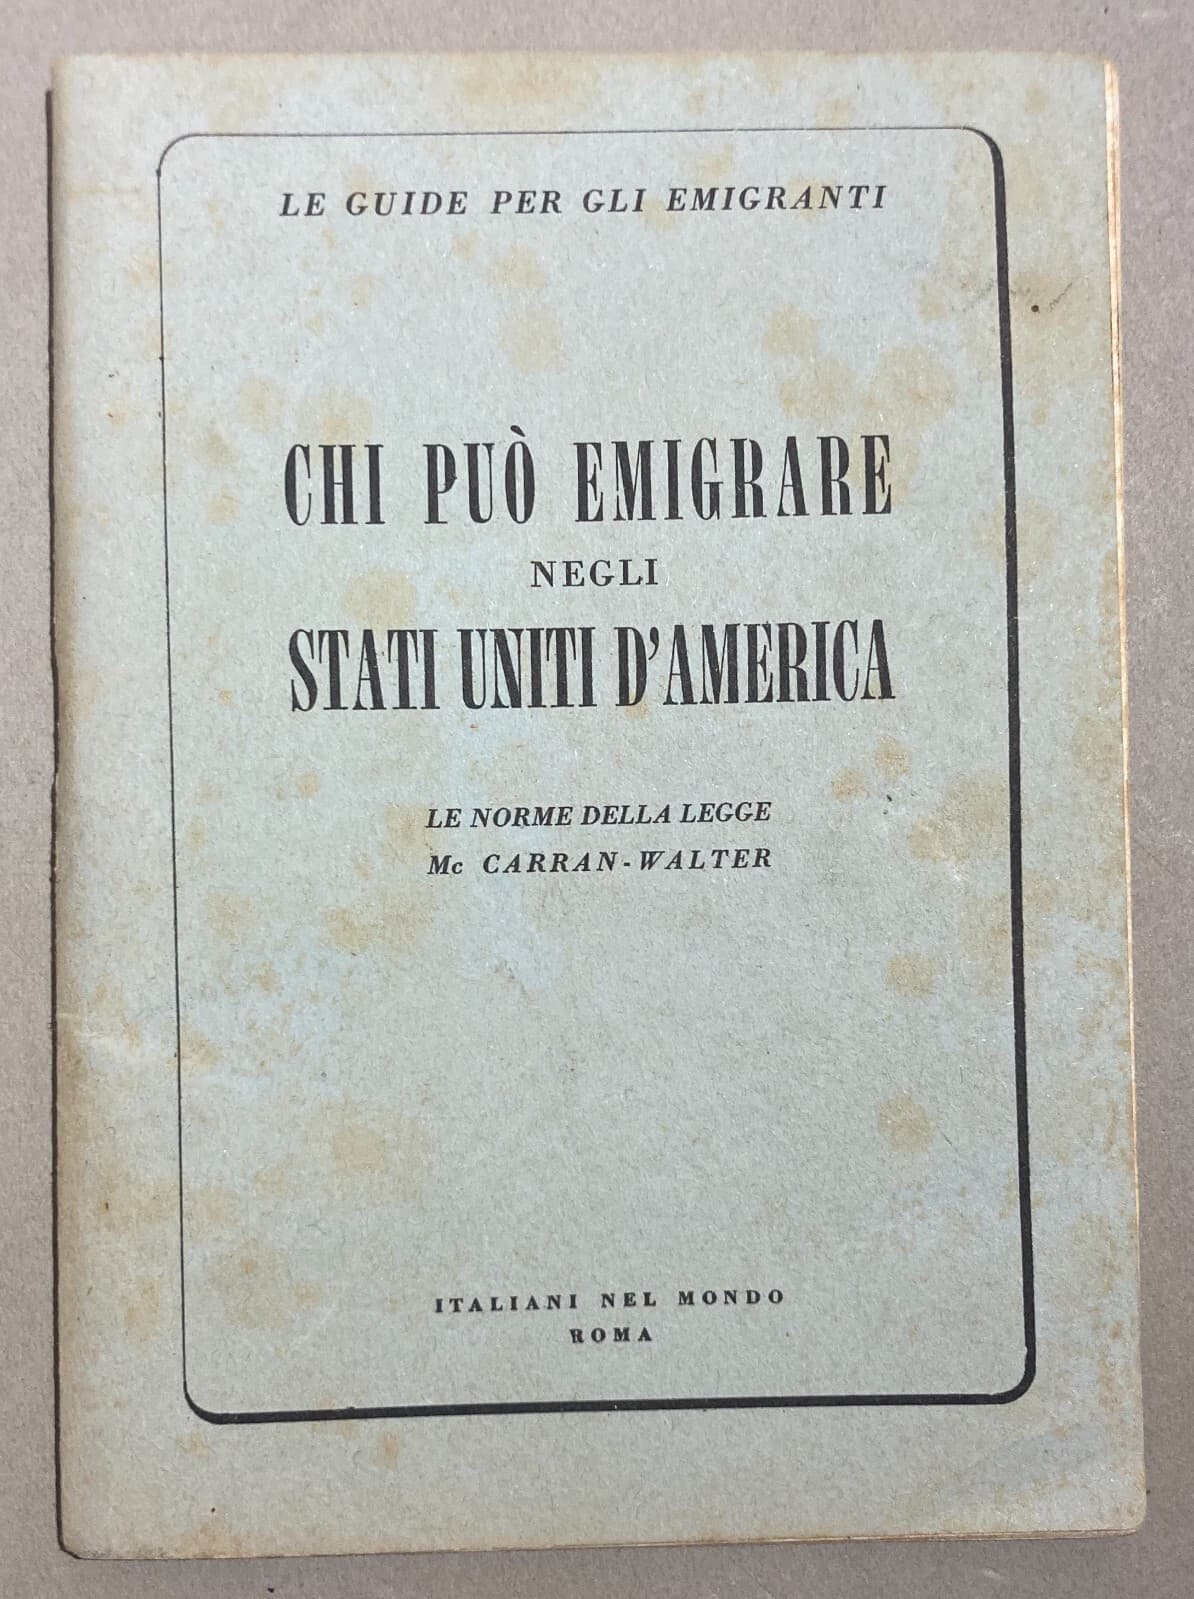 LE GUIDE PER GLI EMIGRANTI
CHI PUÒ EMIGRARE
NEGLI
STATI UNITI D'AMERICA
LE NORME DELLA LEGGE
Mc CARRAN-WALTER
ITALIANI NEL MONDO
ROMA